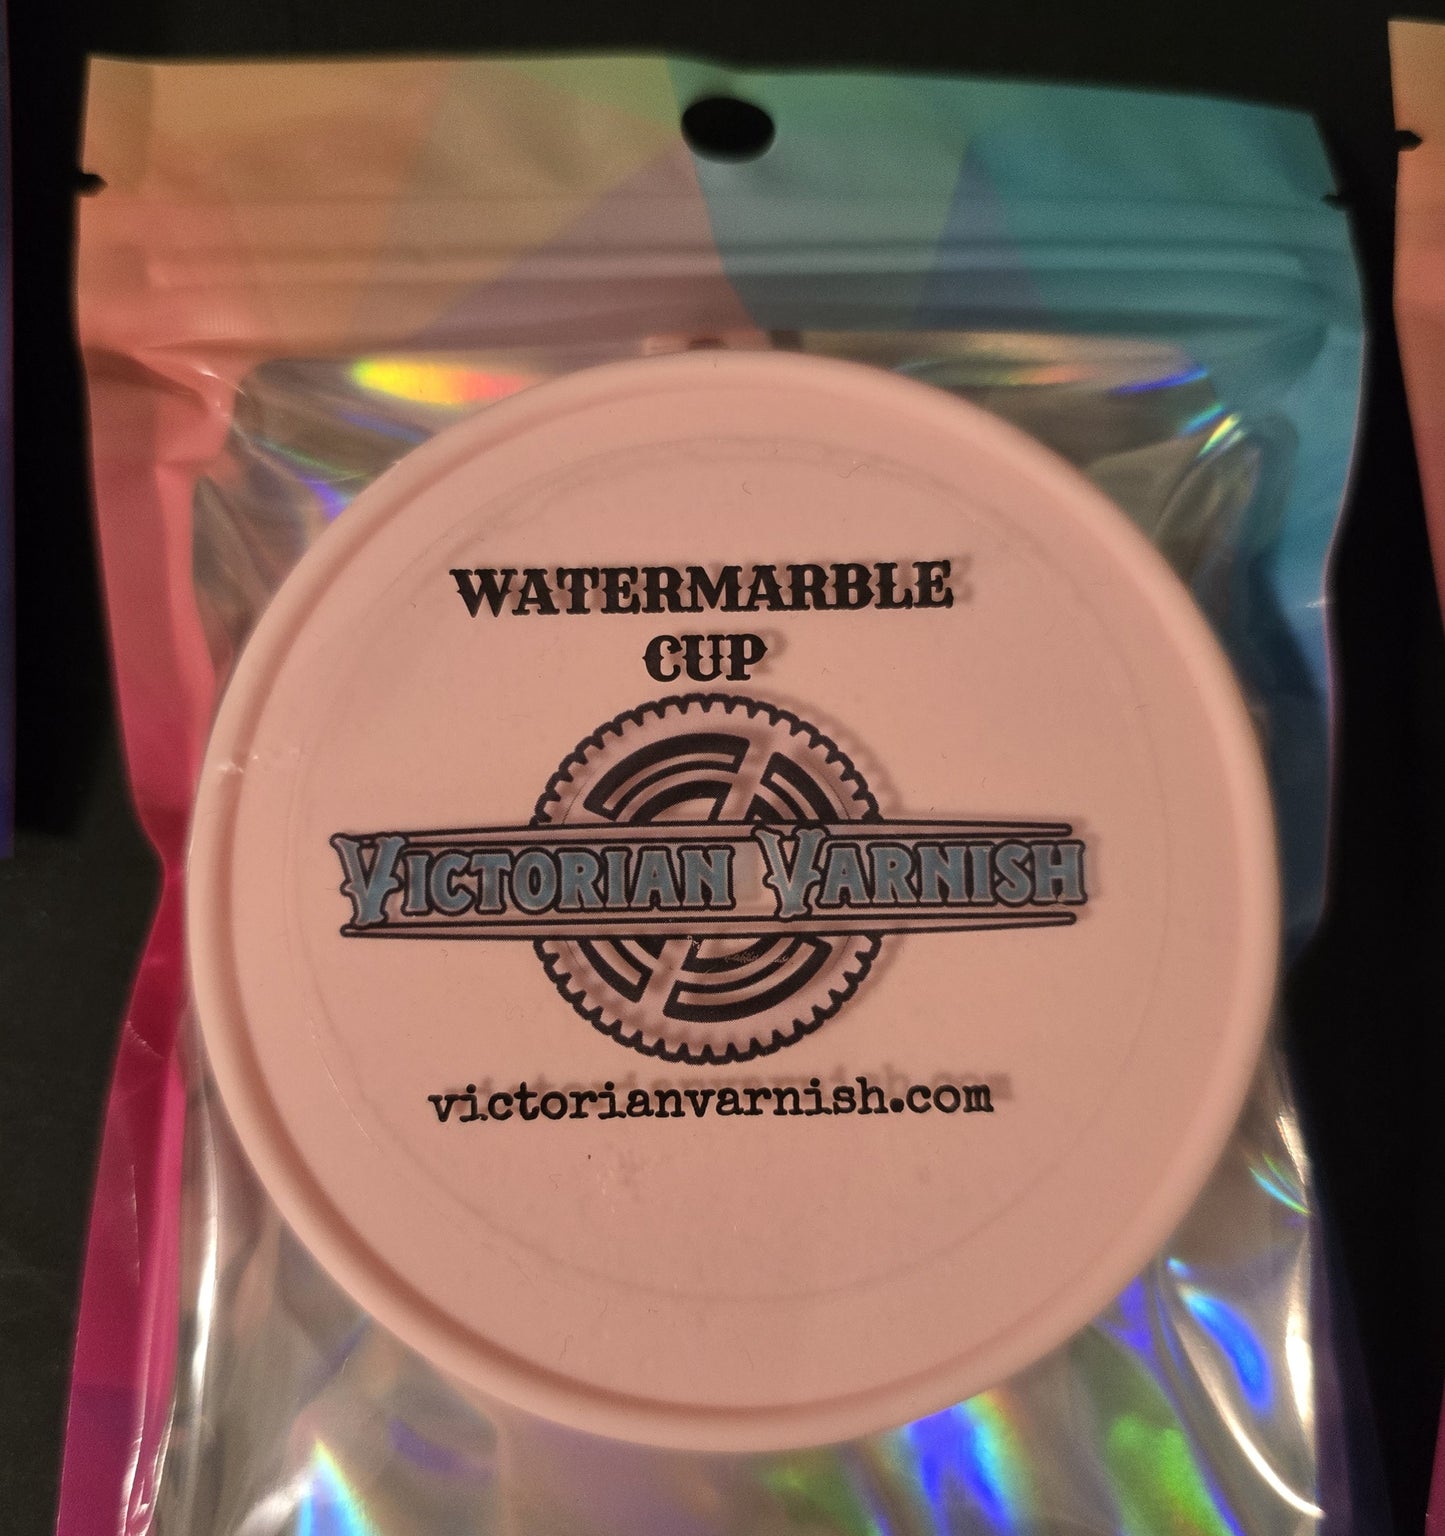 WATERMARBLE
CUP
VICTORIAN VARNISH
victorianvarnish.com